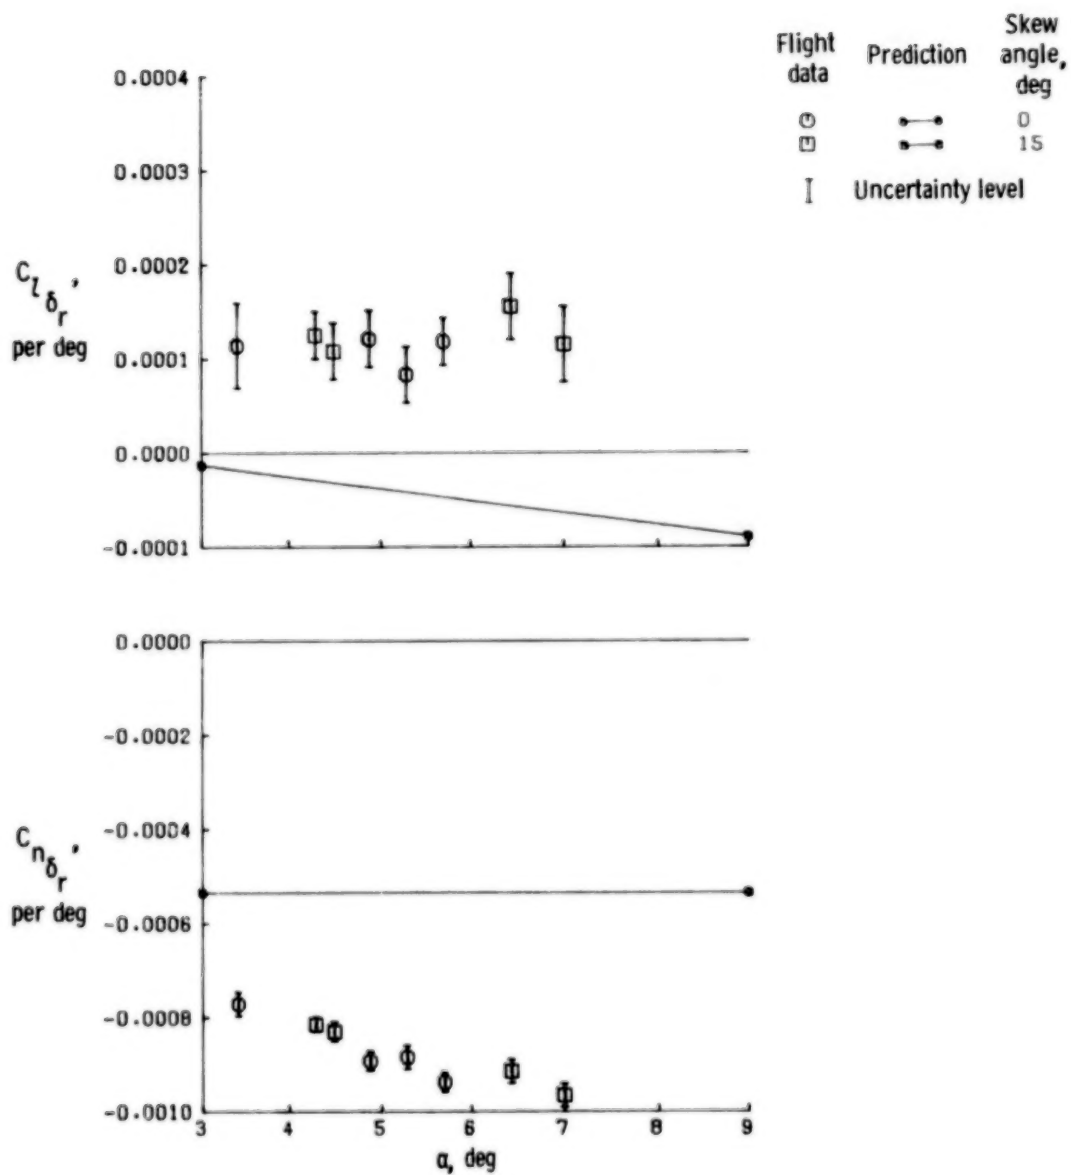 Flight data Prediction Skew angle, deg
0
15
Uncertainty level
0.0004
0.0003
0.0002
C_{l_{δ_r}},
per deg
0.0001
0.0000
-0.0001
0.0000
-0.0002
-0.0004
C_{n_{δ_r}},
per deg
-0.0006
-0.0008
-0.0010
3 4 5 6 7 8 9
α, deg